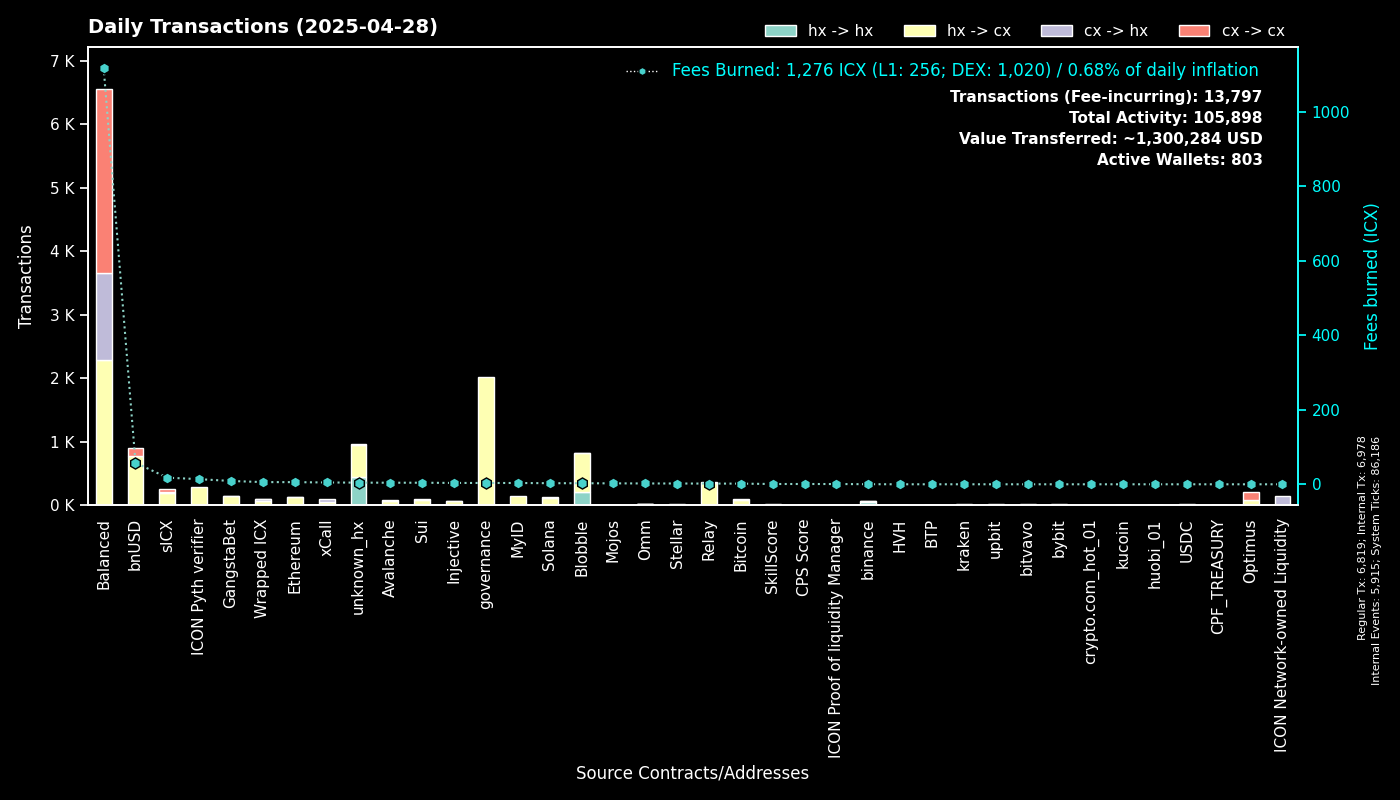 Daily Transactions (2025-04-28)
hx -> hx
hx -> cx
cx -> hx
cx -> cx
Fees Burned: 1,276 ICX (L1: 256; DEX: 1,020) / 0.68% of daily inflation
Transactions (Fee-incurring): 13,797
Total Activity: 105,898
Value Transferred: ~1,300,284 USD
Active Wallets: 803
Transactions
7 K
6 K
5 K
4 K
3 K
2 K
1 K
0 K
1000
800
600
400
200
0
Fees burned (ICX)
Balanced
bnUSD
sICX
ICON Pyth verifier
GangstaBet
Wrapped ICX
Ethereum
xCall
unknown_hx
Avalanche
Sui
Injective
governance
MyID
Solana
Blobble
Mojos
Omm
Stellar
Relay
Bitcoin
SkillScore
CPS Score
ICON Proof of liquidity Manager
binance
HVH
BTP
kraken
upbit
bitvavo
bybit
crypto.com_hot_01
kucoin
huobi_01
USDC
CPF_TREASURY
Optimus
ICON Network-owned Liquidity
Source Contracts/Addresses
Regular Tx: 6,819; Internal Tx: 6,978
Internal Events: 5,915; System Ticks: 86,186